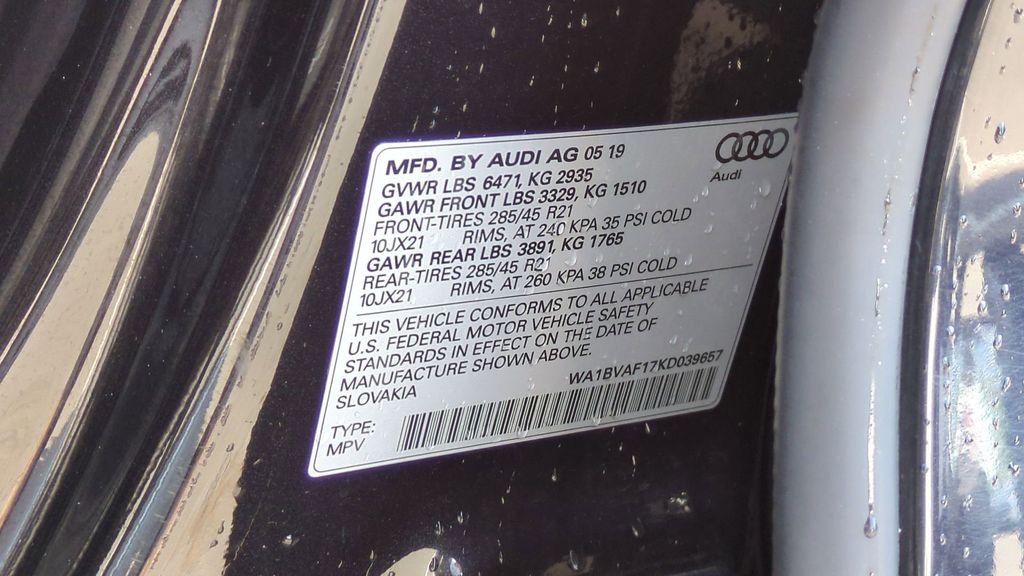 MFD. BY AUDI AG 05 19
GVWR LBS 6471, KG 2935
GAWR FRONT LBS 3329, KG 1510
FRONT-TIRES 285/45 R21
10JX21 RIMS, AT 240 KPA 35 PSI COLD
GAWR REAR LBS 3891, KG 1765
REAR-TIRES 285/45 R21
10JX21 RIMS, AT 260 KPA 38 PSI COLD
Audi
THIS VEHICLE CONFORMS TO ALL APPLICABLE
U.S. FEDERAL MOTOR VEHICLE SAFETY
STANDARDS IN EFFECT ON THE DATE OF
MANUFACTURE SHOWN ABOVE.
SLOVAKIA
WA1BVAF17KD039657
TYPE:
MPV